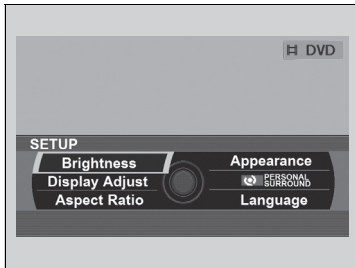 DVD
SETUP
Brightness
Display Adjust
Aspect Ratio
Appearance
PERSONAL
SURROUND
Language